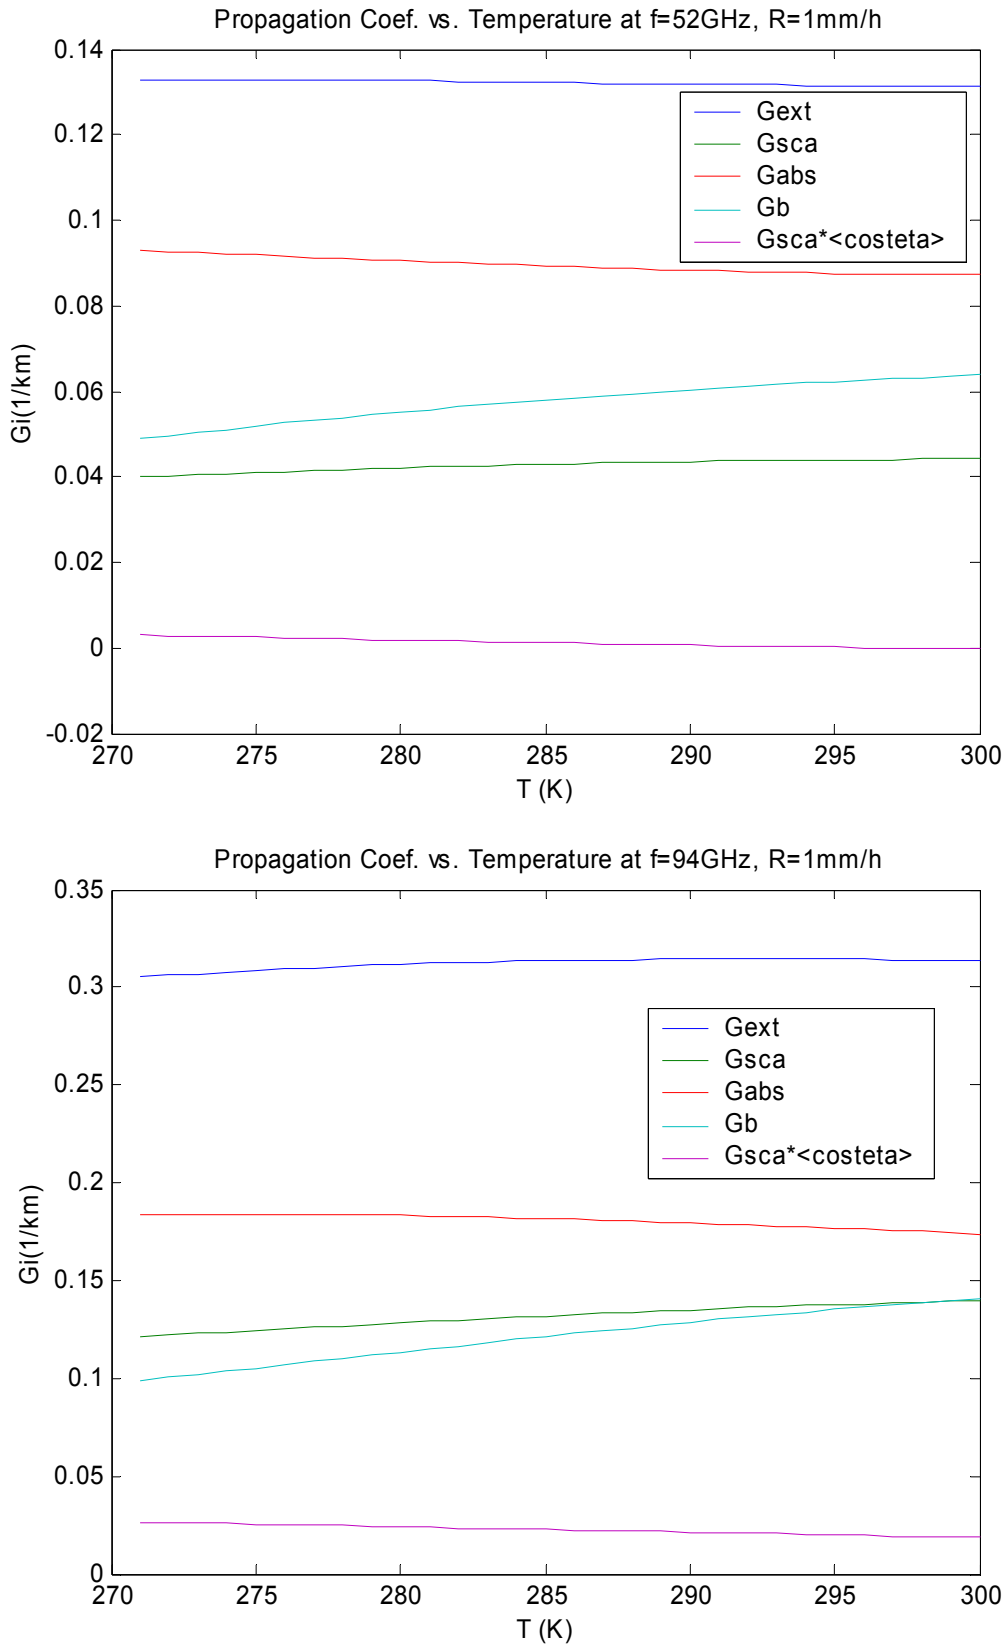 Propagation Coef. vs. Temperature at f=52GHz, R=1mm/h
0.14
0.12
0.1
0.08
0.06
0.04
0.02
0
-0.02
Gi(1/km)
Gext
Gsca
Gabs
Gb
Gsca*<costeta>
270 275 280 285 290 295 300
T (K)
Propagation Coef. vs. Temperature at f=94GHz, R=1mm/h
0.35
0.3
0.25
0.2
0.15
0.1
0.05
0
Gi(1/km)
Gext
Gsca
Gabs
Gb
Gsca*<costeta>
270 275 280 285 290 295 300
T (K)